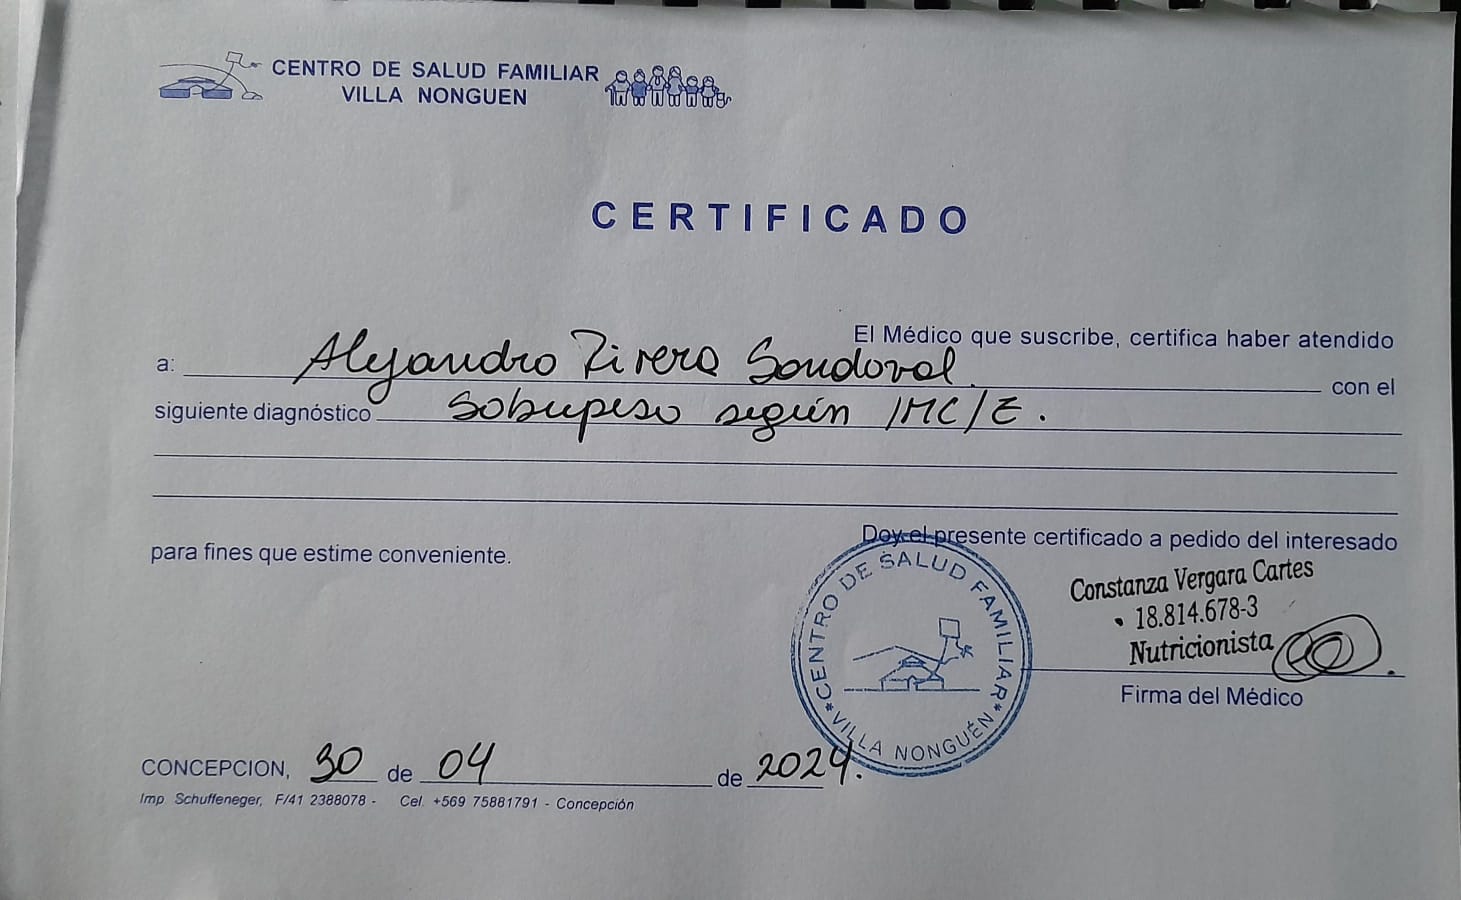 CENTRO DE SALUD FAMILIAR
VILLA NONGUEN
CERTIFICADO
El Médico que suscribe, certifica haber atendido
a: Alejandro Rivera Sandoval con el
siguiente diagnóstico Sobrepeso según IMC/E.
Doy el presente certificado a pedido del interesado
para fines que estime conveniente.
Constanza Vergara Cartes
18.814.678-3
Nutricionista
Firma del Médico
*CENTRO DE SALUD FAMILIAR*
VILLA NONGUÉN
CONCEPCION, 30 de 04 de 2024.
Imp Schuffeneger, F/41 2388078 - Cel. +569 75881791 - Concepción